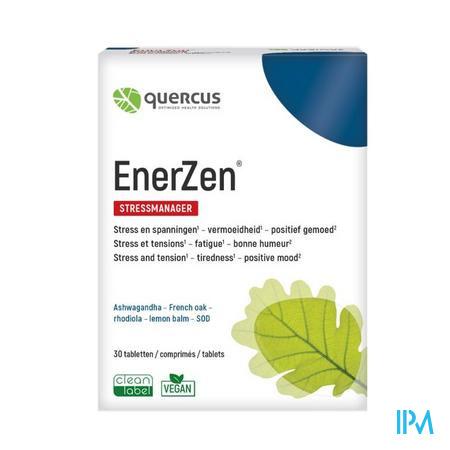 quercus
OPTIMISED HEALTH SOLUTIONS
EnerZen®
STRESSMANAGER
Stress en spanningen¹ – vermoeidheid¹ – positief gemoed²
Stress et tensions¹ – fatigue¹ – bonne humeur²
Stress and tension¹ – tiredness¹ – positive mood²
Ashwagandha – French oak –
rhodiola – lemon balm – SOD
30 tabletten / comprimés / tablets
clean
label
VEGAN
IPM